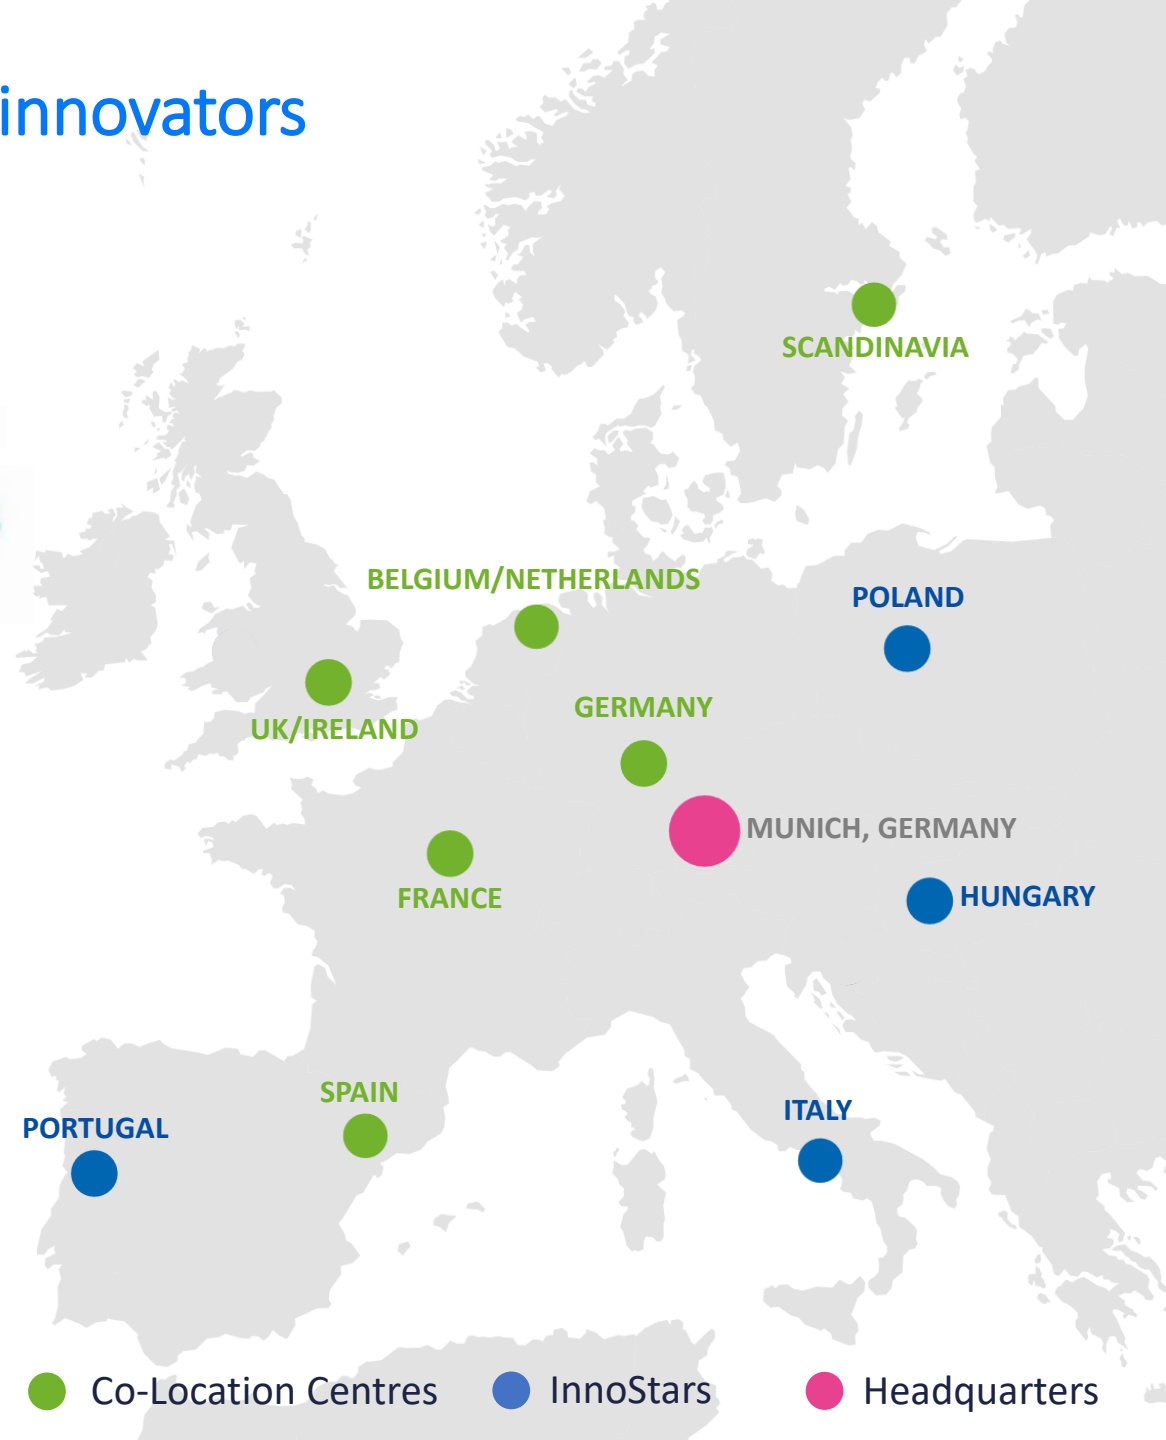 innovators
SCANDINAVIA
BELGIUM/NETHERLANDS
POLAND
UK/IRELAND
GERMANY
MUNICH, GERMANY
FRANCE
HUNGARY
SPAIN
ITALY
PORTUGAL
Co-Location Centres
InnoStars
Headquarters